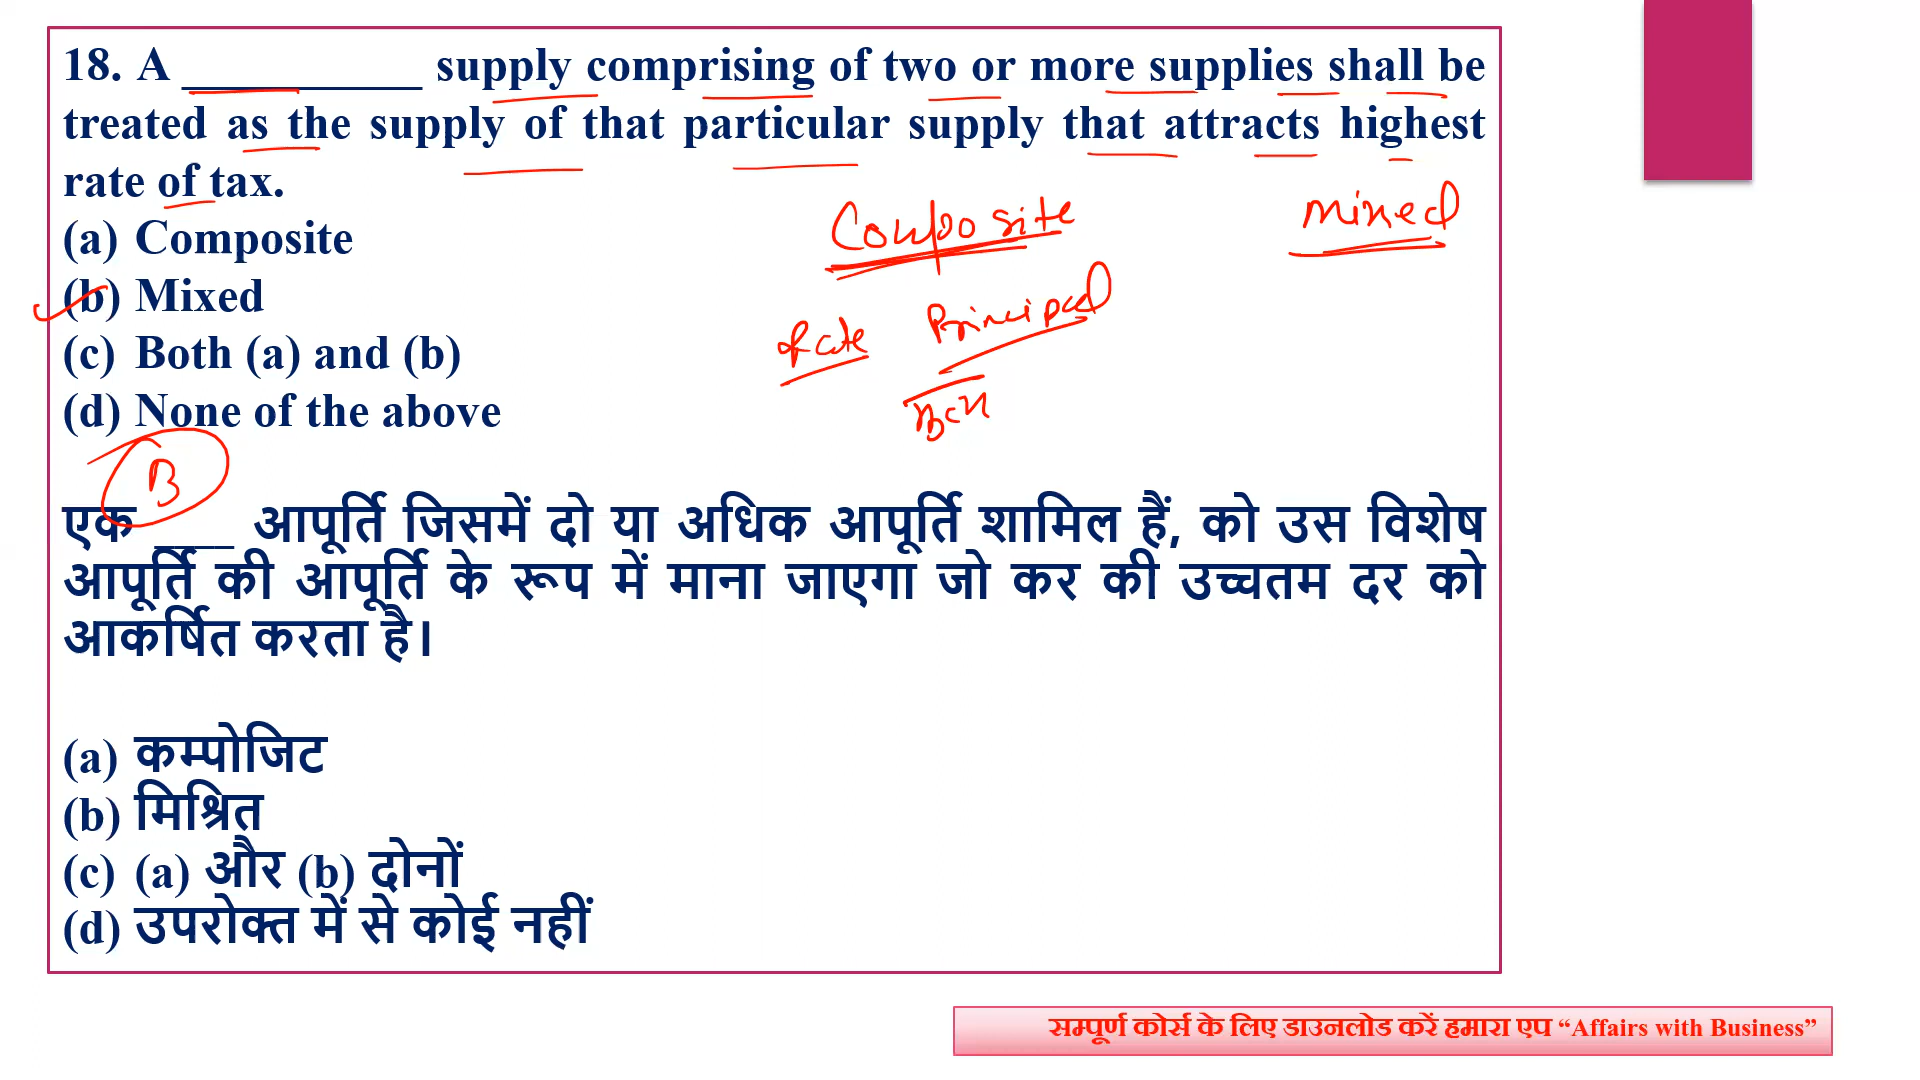 18. A __________ supply comprising of two or more supplies shall be
treated as the supply of that particular supply that attracts highest
rate of tax.
(a) Composite
(b) Mixed
(c) Both (a) and (b)
(d) None of the above
Composite
Mixed
Rate Principal
B
एक ___ आपूर्ति जिसमें दो या अधिक आपूर्ति शामिल हैं, को उस विशेष
आपूर्ति की आपूर्ति के रूप में माना जाएगा जो कर की उच्चतम दर को
आकर्षित करता है।
(a) कम्पोजिट
(b) मिश्रित
(c) (a) और (b) दोनों
(d) उपरोक्त में से कोई नहीं
सम्पूर्ण कोर्स के लिए डाउनलोड करें हमारा एप “Affairs with Business”